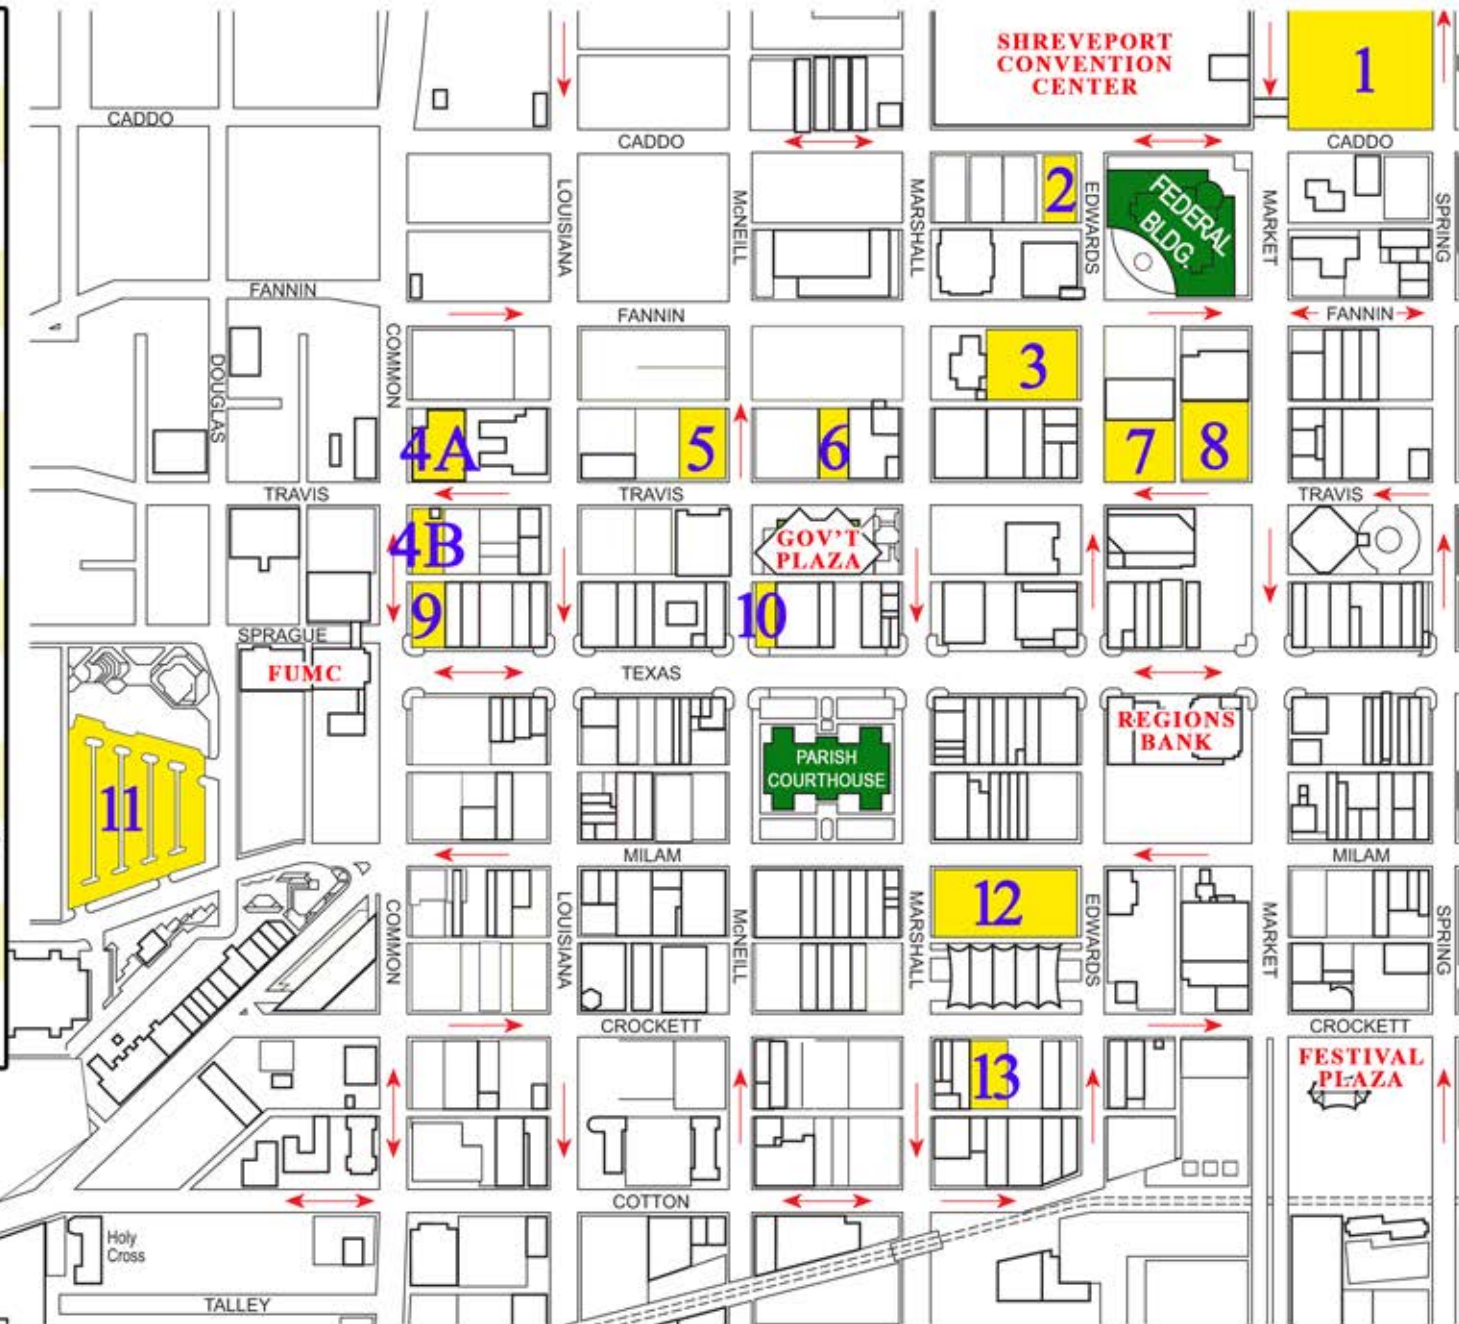 SHREVEPORT
CONVENTION
CENTER
1
CADDO
CADDO
CADDO
LOUISIANA
McNEILL
MARSHALL
2
EDWARDS
FEDERAL
BLDG.
MARKET
SPRING
FANNIN
FANNIN
FANNIN
DOUGLAS
COMMON
3
4A
5
6
7
8
TRAVIS
TRAVIS
TRAVIS
4B
GOV'T
PLAZA
9
10
SPRAGUE
FUMC
TEXAS
REGIONS
BANK
PARISH
COURTHOUSE
11
MILAM
MILAM
COMMON
LOUISIANA
McNEILL
MARSHALL
12
EDWARDS
MARKET
SPRING
CROCKETT
CROCKETT
13
FESTIVAL
PLAZA
COTTON
Holy
Cross
TALLEY